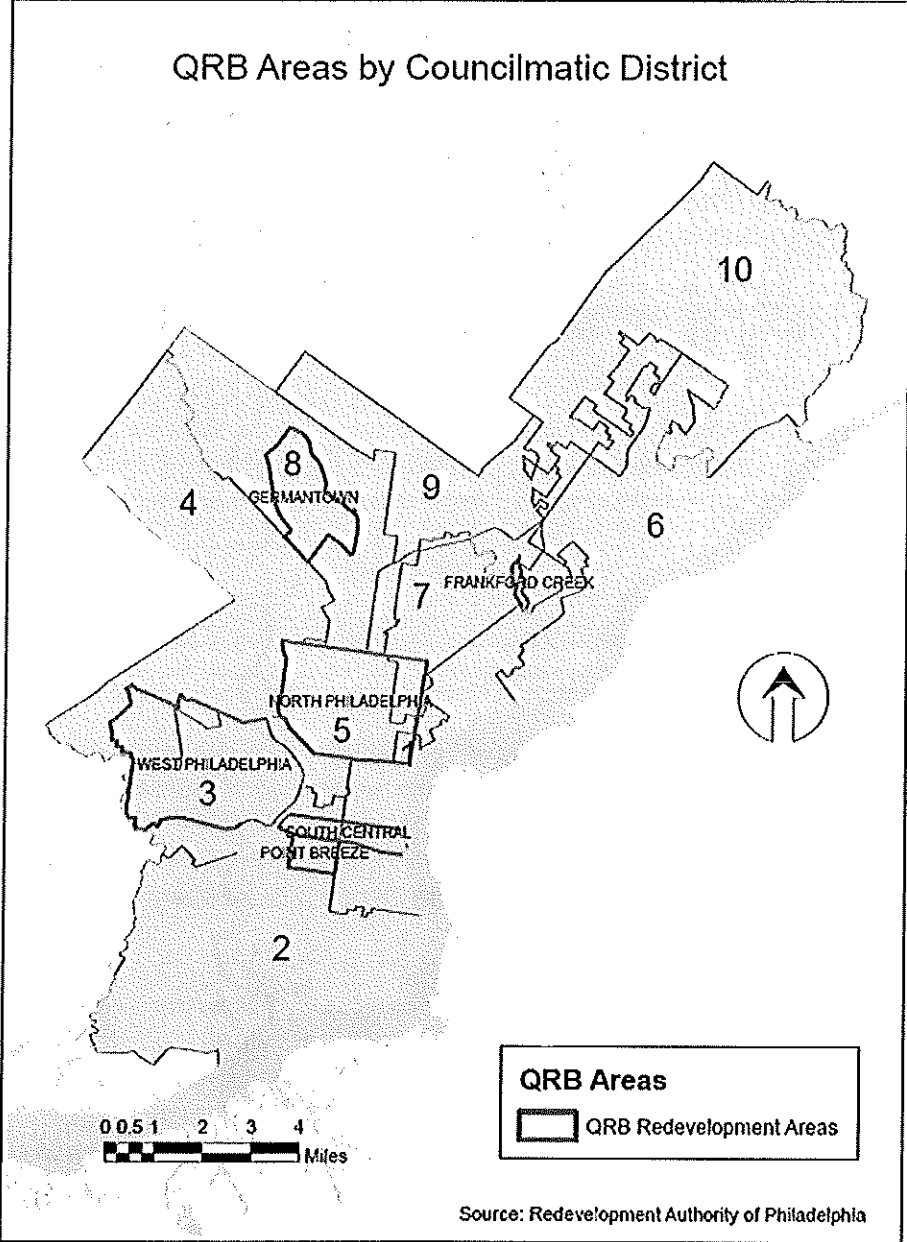 QRB Areas by Councilmatic District
10
8
GERMANTOWN
9
4
6
7
FRANKFORD CREEK
NORTH PHILADELPHIA
5
1
WEST PHILADELPHIA
3
SOUTH CENTRAL
POINT BREEZE
2
QRB Areas
QRB Redevelopment Areas
0 0.5 1 2 3 4
Miles
Source: Redevelopment Authority of Philadelphia